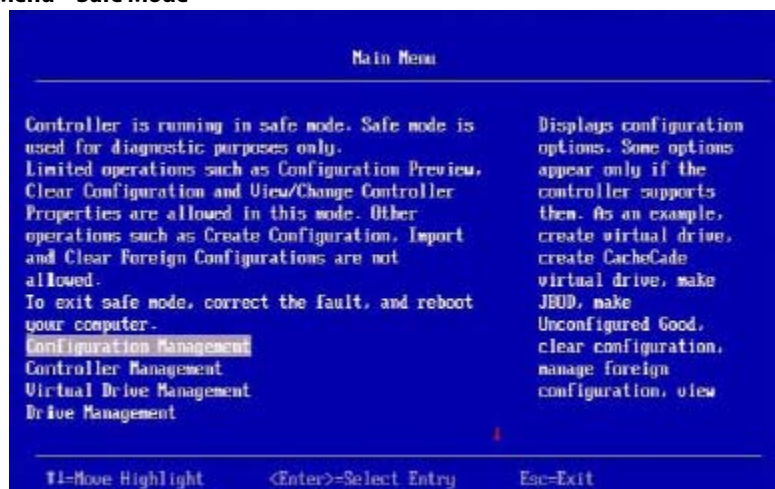 Menu – Safe Mode
Main Menu
Controller is running in safe mode. Safe mode is
used for diagnostic purposes only.
Limited operations such as Configuration Preview,
Clear Configuration and View/Change Controller
Properties are allowed in this mode. Other
operations such as Create Configuration, Import
and Clear Foreign Configurations are not
allowed.
To exit safe mode, correct the fault, and reboot
your computer.
Configuration Management
Controller Management
Virtual Drive Management
Drive Management
Displays configuration
options. Some options
appear only if the
controller supports
them. As an example,
create virtual drive,
create CacheCade
virtual drive, make
JBOD, make
Unconfigured Good,
clear configuration,
manage foreign
configuration, view
↓
↑↓=Move Highlight <Enter>=Select Entry Esc=Exit